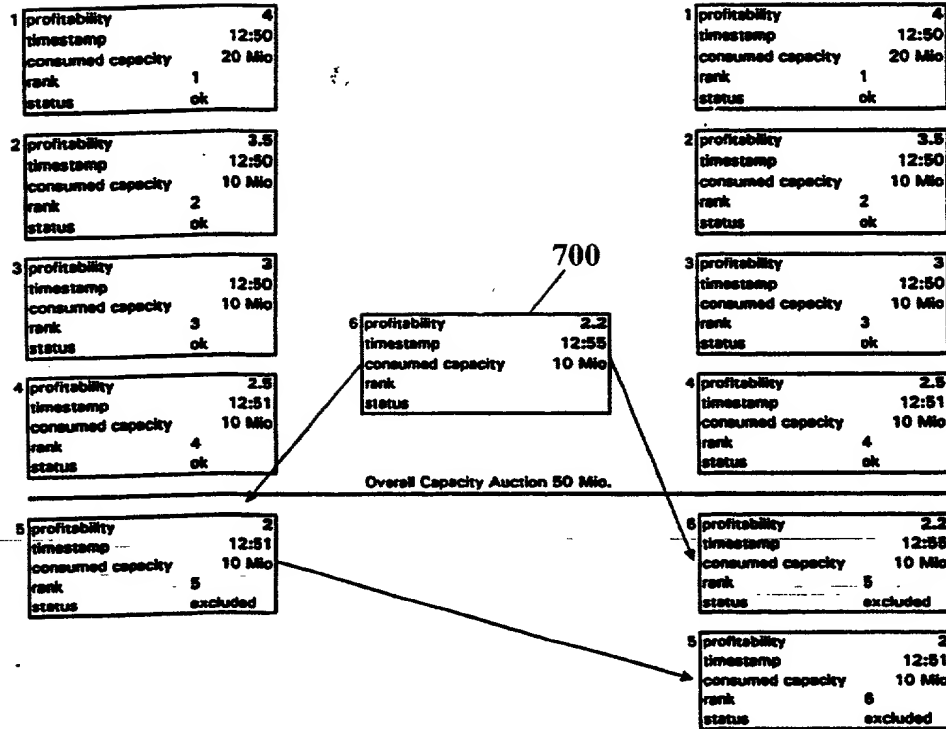 1 profitability 4
timestamp 12:50
consumed capacity 20 Mio
rank 1
status ok
2 profitability 3.5
timestamp 12:50
consumed capacity 10 Mio
rank 2
status ok
3 profitability 3
timestamp 12:50
consumed capacity 10 Mio
rank 3
status ok
4 profitability 2.5
timestamp 12:51
consumed capacity 10 Mio
rank 4
status ok
5 profitability 2
timestamp 12:51
consumed capacity 10 Mio
rank 5
status excluded
700
6 profitability 2.2
timestamp 12:55
consumed capacity 10 Mio
rank
status
Overall Capacity Auction 50 Mio.
1 profitability 4
timestamp 12:50
consumed capacity 20 Mio
rank 1
status ok
2 profitability 3.5
timestamp 12:50
consumed capacity 10 Mio
rank 2
status ok
3 profitability 3
timestamp 12:50
consumed capacity 10 Mio
rank 3
status ok
4 profitability 2.5
timestamp 12:51
consumed capacity 10 Mio
rank 4
status ok
6 profitability 2.2
timestamp 12:55
consumed capacity 10 Mio
rank 5
status excluded
5 profitability 2
timestamp 12:51
consumed capacity 10 Mio
rank 6
status excluded